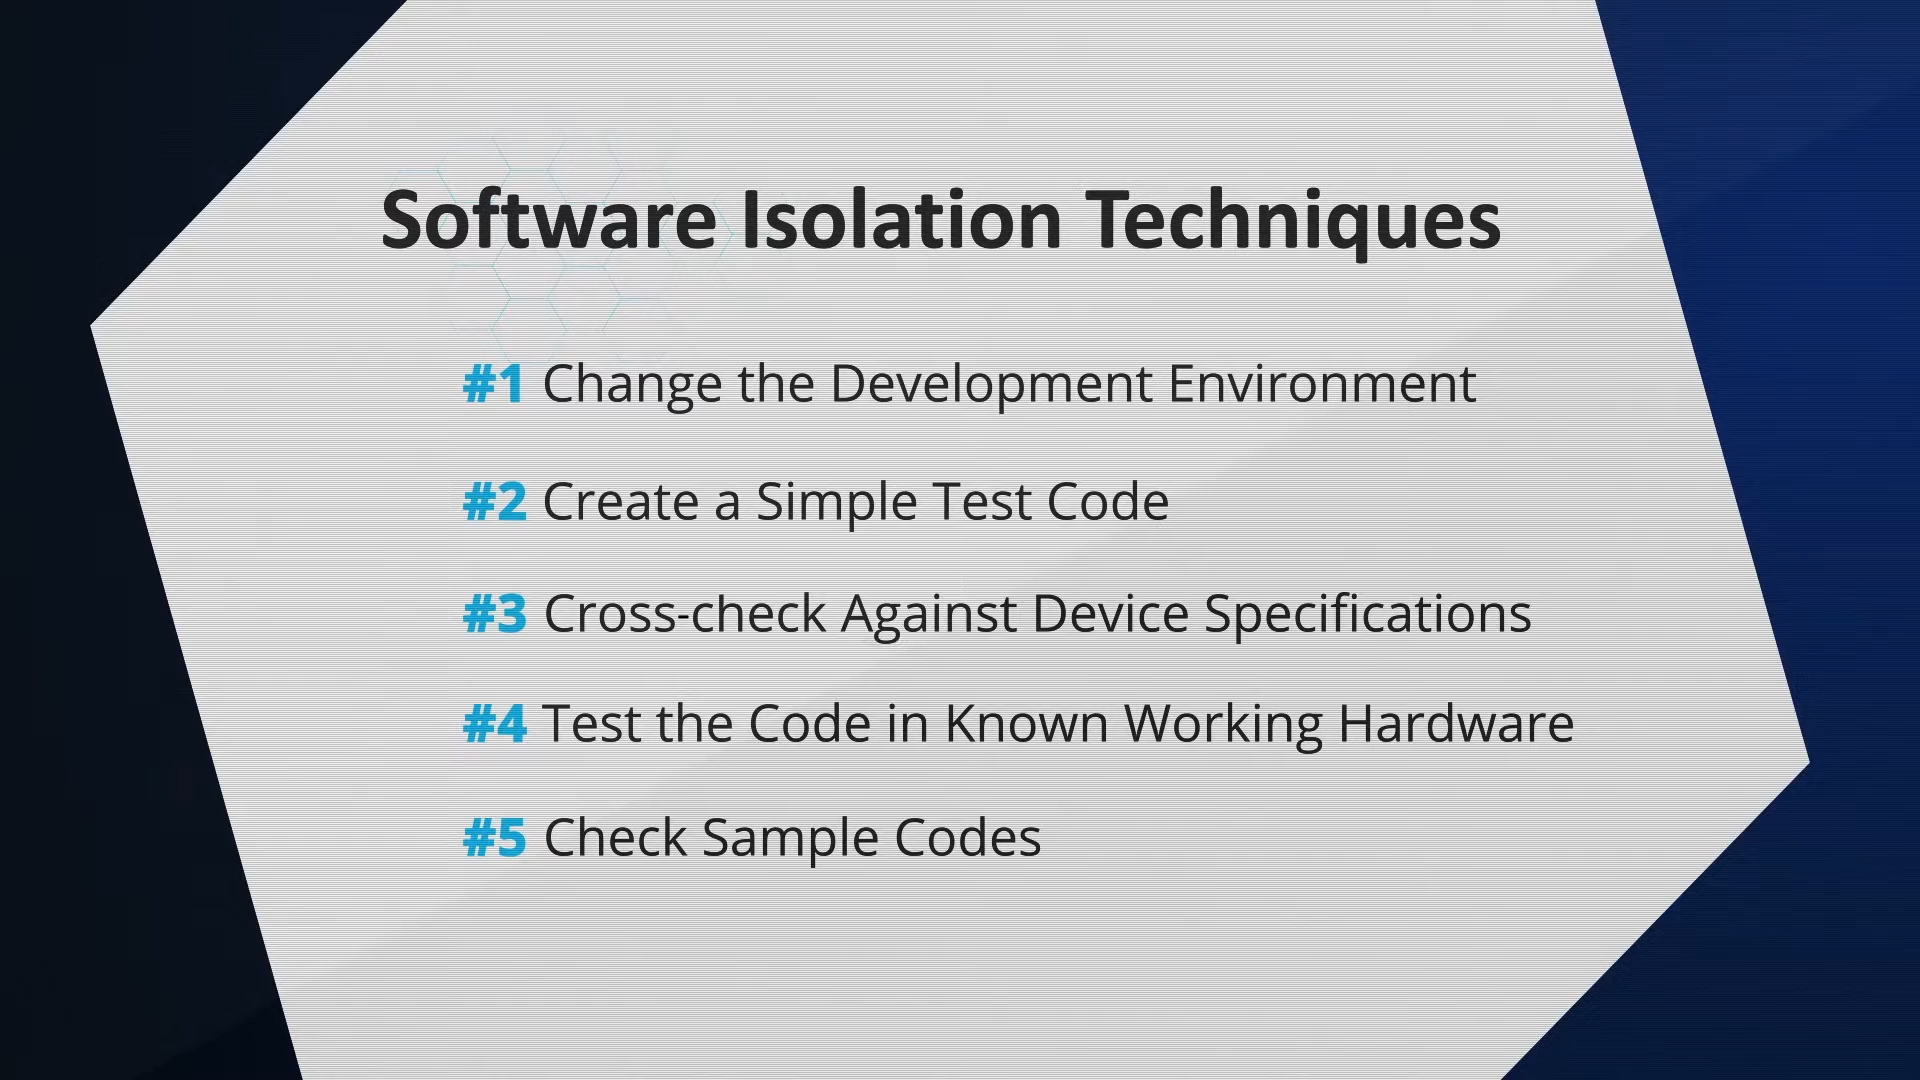 Software Isolation Techniques
#1 Change the Development Environment
#2 Create a Simple Test Code
#3 Cross-check Against Device Specifications
#4 Test the Code in Known Working Hardware
#5 Check Sample Codes